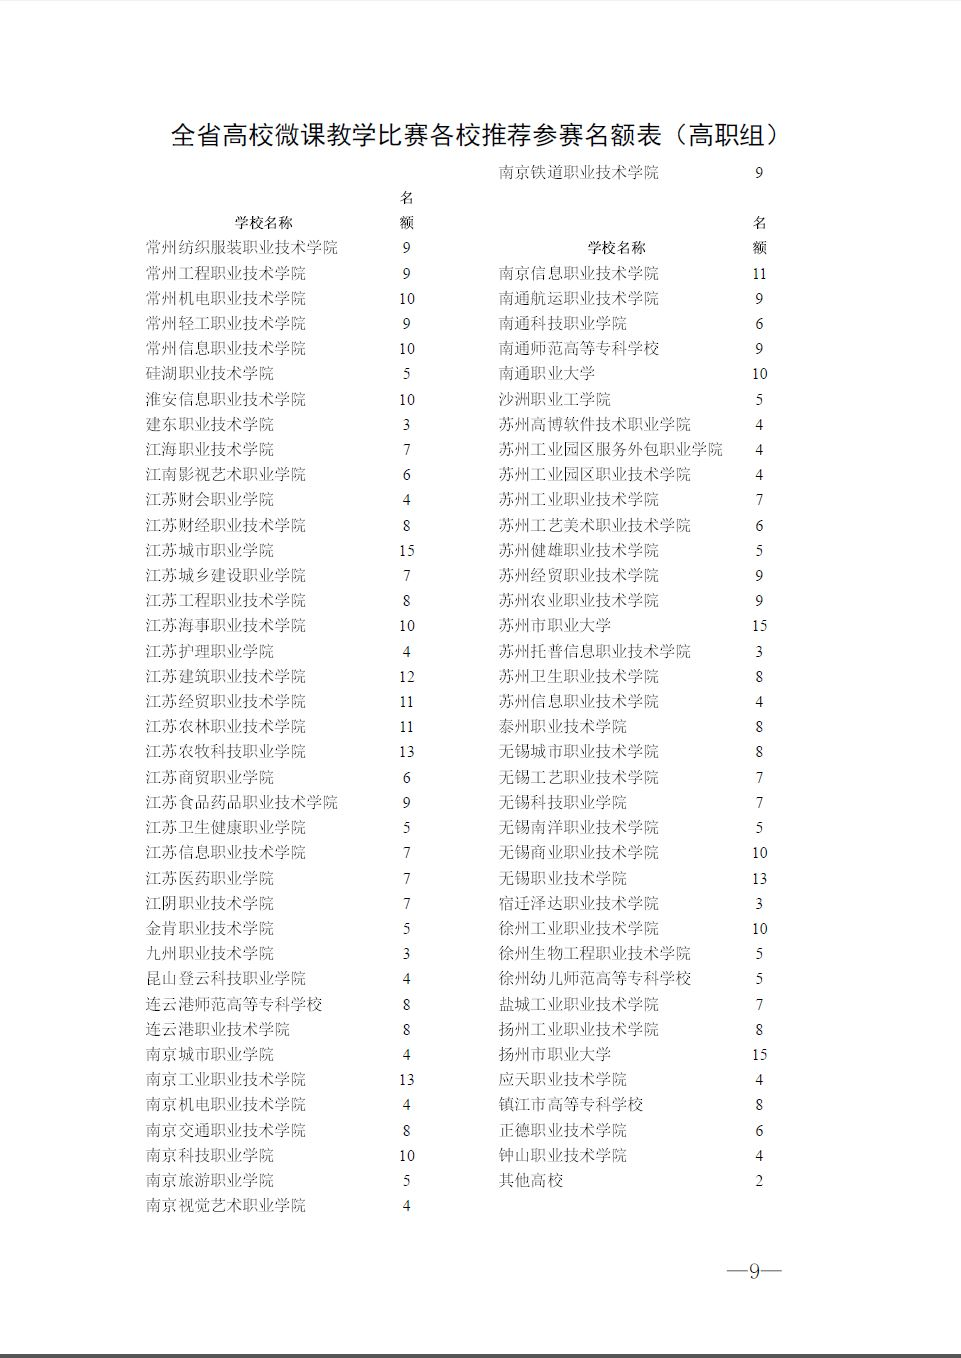 全省高校微课教学比赛各校推荐参赛名额表（高职组）
名
学校名称 额
常州纺织服装职业技术学院 9
常州工程职业技术学院 9
常州机电职业技术学院 10
常州轻工职业技术学院 9
常州信息职业技术学院 10
硅湖职业技术学院 5
淮安信息职业技术学院 10
建东职业技术学院 3
江海职业技术学院 7
江南影视艺术职业学院 6
江苏财会职业学院 4
江苏财经职业技术学院 8
江苏城市职业学院 15
江苏城乡建设职业学院 7
江苏工程职业技术学院 8
江苏海事职业技术学院 10
江苏护理职业学院 4
江苏建筑职业技术学院 12
江苏经贸职业技术学院 11
江苏农林职业技术学院 11
江苏农牧科技职业学院 13
江苏商贸职业学院 6
江苏食品药品职业技术学院 9
江苏卫生健康职业学院 5
江苏信息职业技术学院 7
江苏医药职业学院 7
江阴职业技术学院 7
金肯职业技术学院 5
九州职业技术学院 3
昆山登云科技职业学院 4
连云港师范高等专科学校 8
连云港职业技术学院 8
南京城市职业学院 4
南京工业职业技术学院 13
南京机电职业技术学院 4
南京交通职业技术学院 8
南京科技职业学院 10
南京旅游职业学院 5
南京视觉艺术职业学院 4
南京铁道职业技术学院 9
名
学校名称 额
南京信息职业技术学院 11
南通航运职业技术学院 9
南通科技职业学院 6
南通师范高等专科学校 9
南通职业大学 10
沙洲职业工学院 5
苏州高博软件技术职业学院 4
苏州工业园区服务外包职业学院 4
苏州工业园区职业技术学院 4
苏州工业职业技术学院 7
苏州工艺美术职业技术学院 6
苏州健雄职业技术学院 5
苏州经贸职业技术学院 9
苏州农业职业技术学院 9
苏州市职业大学 15
苏州托普信息职业技术学院 3
苏州卫生职业技术学院 8
苏州信息职业技术学院 4
泰州职业技术学院 8
无锡城市职业技术学院 8
无锡工艺职业技术学院 7
无锡科技职业学院 7
无锡南洋职业技术学院 5
无锡商业职业技术学院 10
无锡职业技术学院 13
宿迁泽达职业技术学院 3
徐州工业职业技术学院 10
徐州生物工程职业技术学院 5
徐州幼儿师范高等专科学校 5
盐城工业职业技术学院 7
扬州工业职业技术学院 8
扬州市职业大学 15
应天职业技术学院 4
镇江市高等专科学校 8
正德职业技术学院 6
钟山职业技术学院 4
其他高校 2
—9—